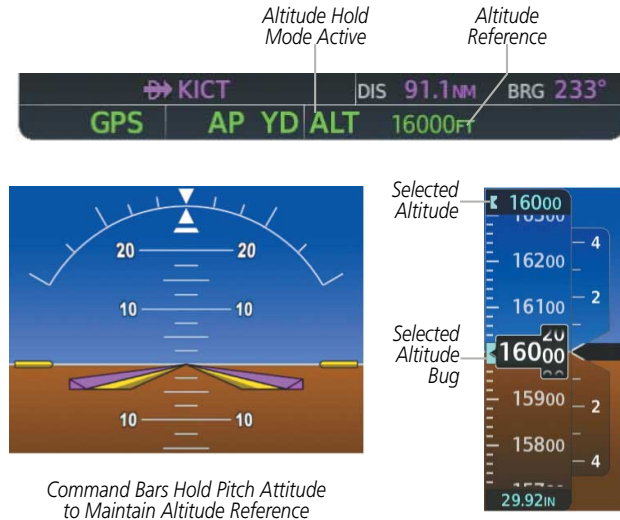 Altitude Hold
Mode Active
Altitude
Reference
D KICT DIS 91.1NM BRG 233°
GPS AP YD ALT 16000FT
20 20
10 10
10 10
Command Bars Hold Pitch Attitude
to Maintain Altitude Reference
Selected
Altitude
16000
16200
16100
Selected
Altitude
Bug
20
16000
15900
15800
29.92IN
4
2
2
4